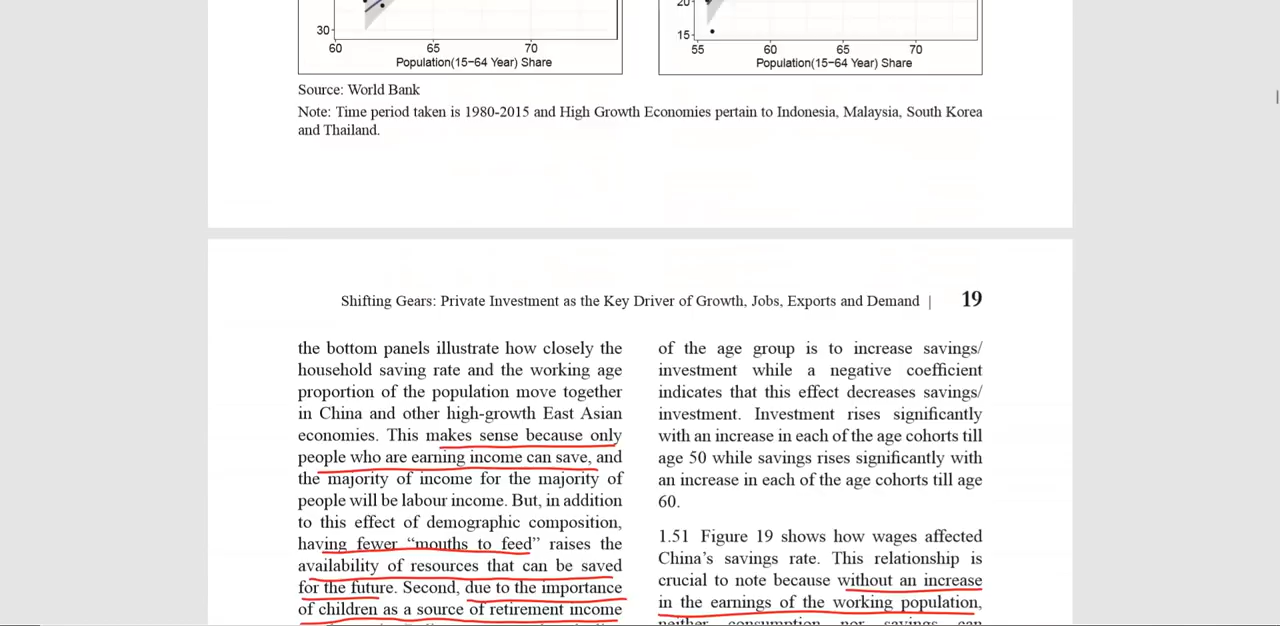 30
60
65
70
Population(15−64 Year) Share
20
15
55
60
65
70
Population(15−64 Year) Share
Source: World Bank
Note: Time period taken is 1980-2015 and High Growth Economies pertain to Indonesia, Malaysia, South Korea
and Thailand.
Shifting Gears: Private Investment as the Key Driver of Growth, Jobs, Exports and Demand | 19
the bottom panels illustrate how closely the
household saving rate and the working age
proportion of the population move together
in China and other high-growth East Asian
economies. This makes sense because only
people who are earning income can save, and
the majority of income for the majority of
people will be labour income. But, in addition
to this effect of demographic composition,
having fewer “mouths to feed” raises the
availability of resources that can be saved
for the future. Second, due to the importance
of children as a source of retirement income
of the age group is to increase savings/
investment while a negative coefficient
indicates that this effect decreases savings/
investment. Investment rises significantly
with an increase in each of the age cohorts till
age 50 while savings rises significantly with
an increase in each of the age cohorts till age
60.
1.51 Figure 19 shows how wages affected
China’s savings rate. This relationship is
crucial to note because without an increase
in the earnings of the working population,
neither consumption nor savings can